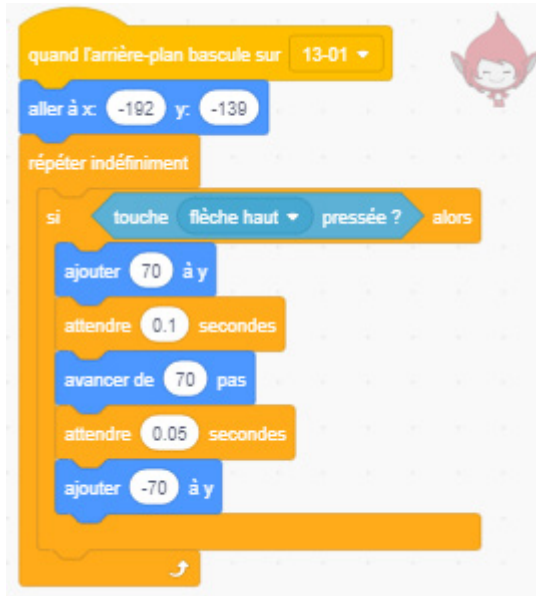 quand l'arrière-plan bascule sur 13-01
aller à x: -192 y: -139
répéter indéfiniment
si touche flèche haut pressée ? alors
ajouter 70 à y
attendre 0.1 secondes
avancer de 70 pas
attendre 0.05 secondes
ajouter -70 à y